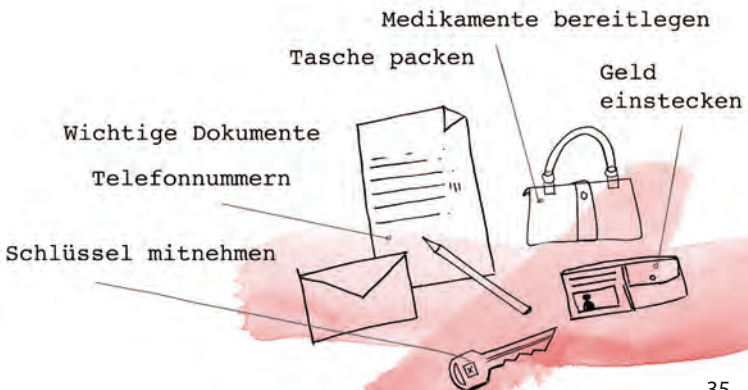 Medikamente bereitlegen
Tasche packen
Geld
einstecken
Wichtige Dokumente
Telefonnummern
Schlüssel mitnehmen
35